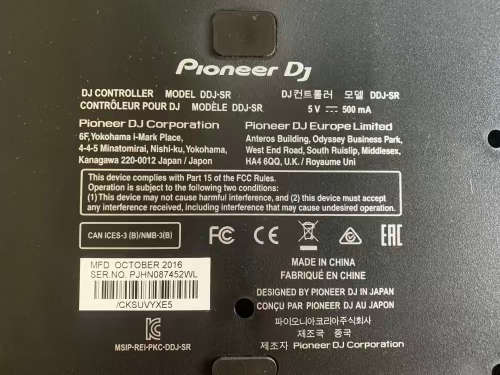 Pioneer Dj
DJ CONTROLLER MODEL DDJ-SR
CONTRÔLEUR POUR DJ MODÈLE DDJ-SR
DJ 컨트롤러 모델 DDJ-SR
5 V ⎓ 500 mA
Pioneer DJ Corporation
6F, Yokohama i-Mark Place,
4-4-5 Minatomirai, Nishi-ku, Yokohama,
Kanagawa 220-0012 Japan / Japon
Pioneer DJ Europe Limited
Anteros Building, Odyssey Business Park,
West End Road, South Ruislip, Middlesex,
HA4 6QQ, U.K. / Royaume Uni
This device complies with Part 15 of the FCC Rules.
Operation is subject to the following two conditions:
(1) This device may not cause harmful interference, and (2) this device must accept
any interference received, including interference that may cause undesired operation.
CAN ICES-3 (B)/NMB-3(B)
FC CE EAC
MFD OCTOBER 2016
SER.NO. PJHN087452WL
/CKSUVYXE5
MADE IN CHINA
FABRIQUÉ EN CHINE
DESIGNED BY PIONEER DJ IN JAPAN
CONÇU PAR PIONEER DJ AU JAPON
파이오니아코리아주식회사
제조국 중국
제조자 Pioneer DJ Corporation
MSIP-REI-PKC-DDJ-SR